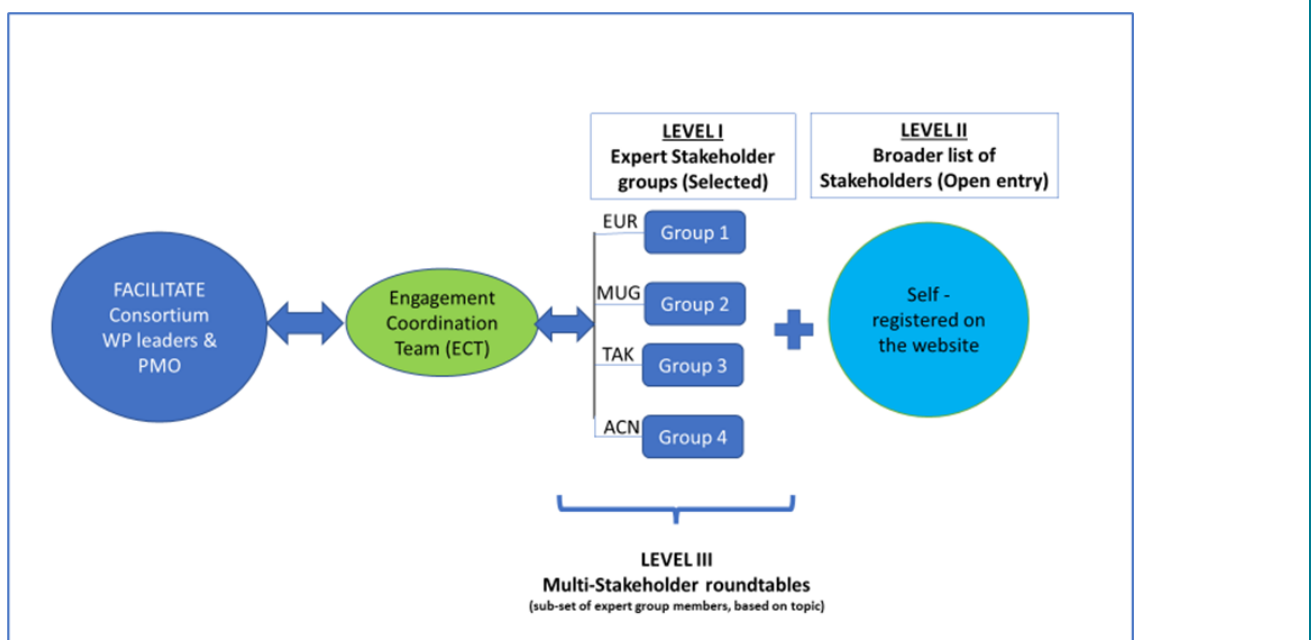 FACILITATE
Consortium
WP leaders &
PMO
Engagement
Coordination
Team (ECT)
LEVEL I
Expert Stakeholder
groups (Selected)
EUR
Group 1
MUG
Group 2
TAK
Group 3
ACN
Group 4
LEVEL II
Broader list of
Stakeholders (Open entry)
Self -
registered on
the website
LEVEL III
Multi-Stakeholder roundtables
(sub-set of expert group members, based on topic)